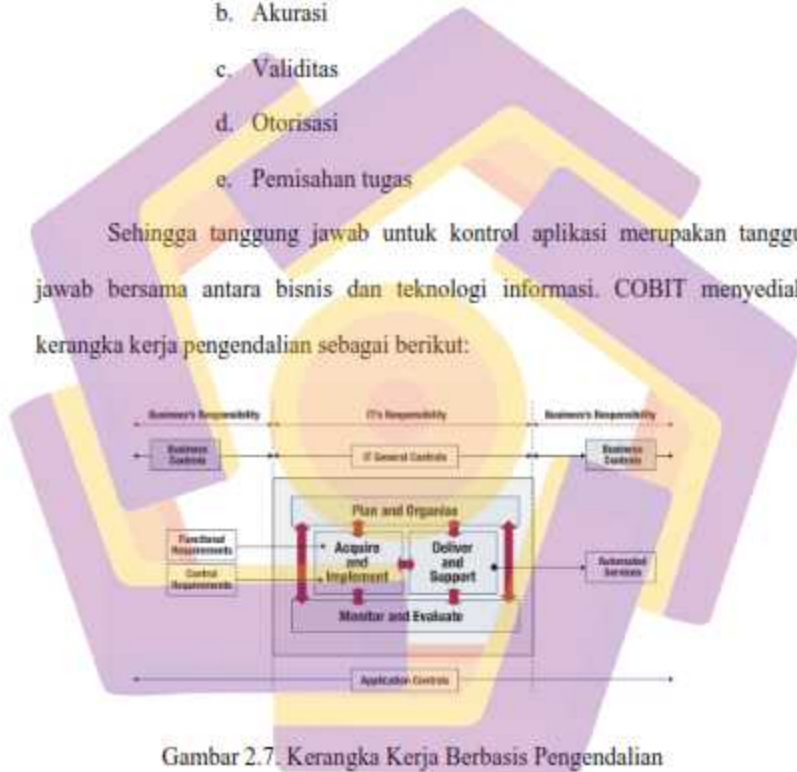 b. Akurasi
c. Validitas
d. Otorisasi
e. Pemisahan tugas
Sehingga tanggung jawab untuk kontrol aplikasi merupakan tanggu
jawab bersama antara bisnis dan teknologi informasi. COBIT menyedial
kerangka kerja pengendalian sebagai berikut:
Business's Responsibility IT's Responsibility Business's Responsibility
Business Controls IT General Controls Business Controls
Plan and Organise
Functional Requirements
Control Requirements
Acquire and Implement
Deliver and Support
Automated Services
Monitor and Evaluate
Application Controls
Gambar 2.7. Kerangka Kerja Berbasis Pengendalian